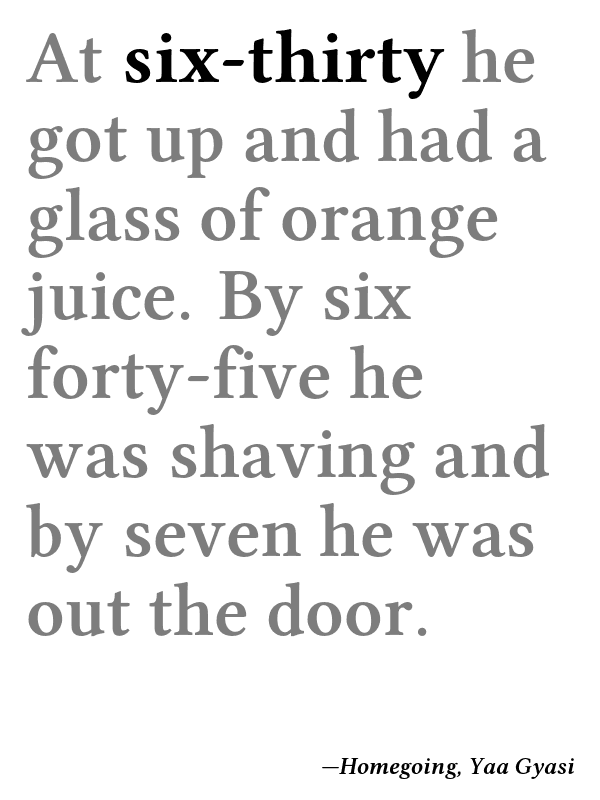 At six-thirty he
got up and had a
glass of orange
juice. By six
forty-five he
was shaving and
by seven he was
out the door.
—Homegoing, Yaa Gyasi